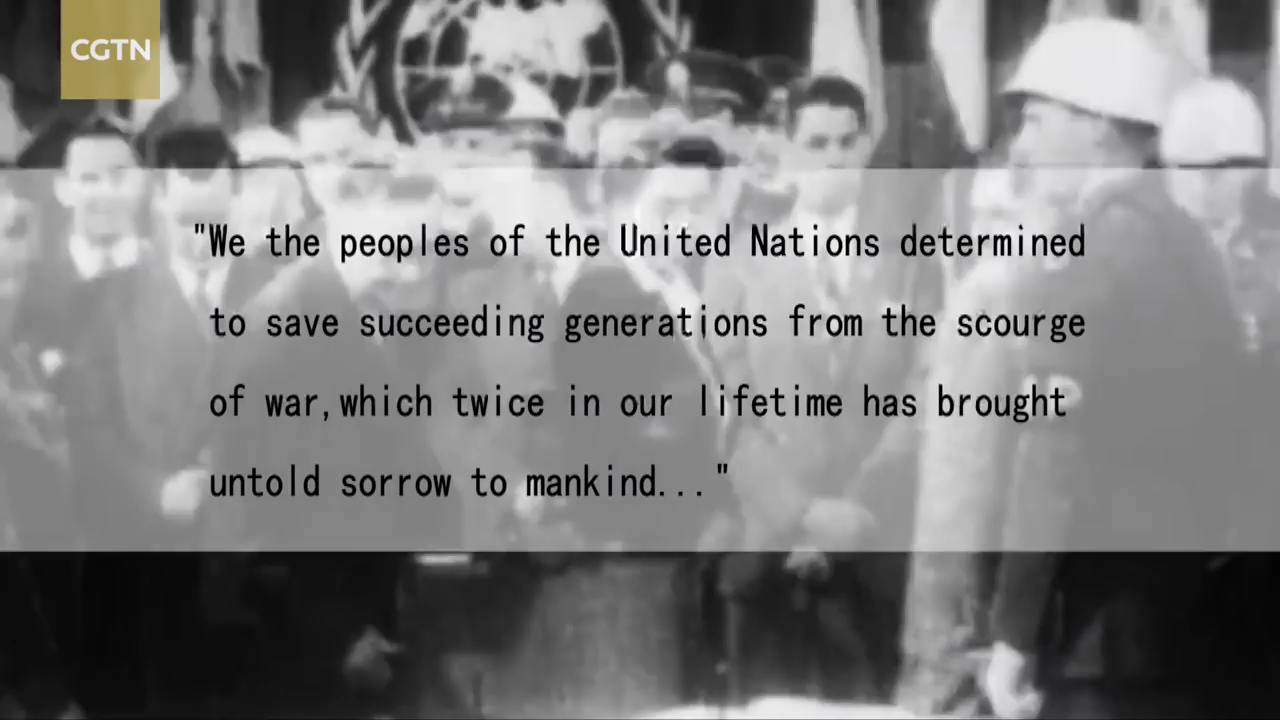 CGTN
"We the peoples of the United Nations determined
to save succeeding generations from the scourge
of war,which twice in our lifetime has brought
untold sorrow to mankind..."